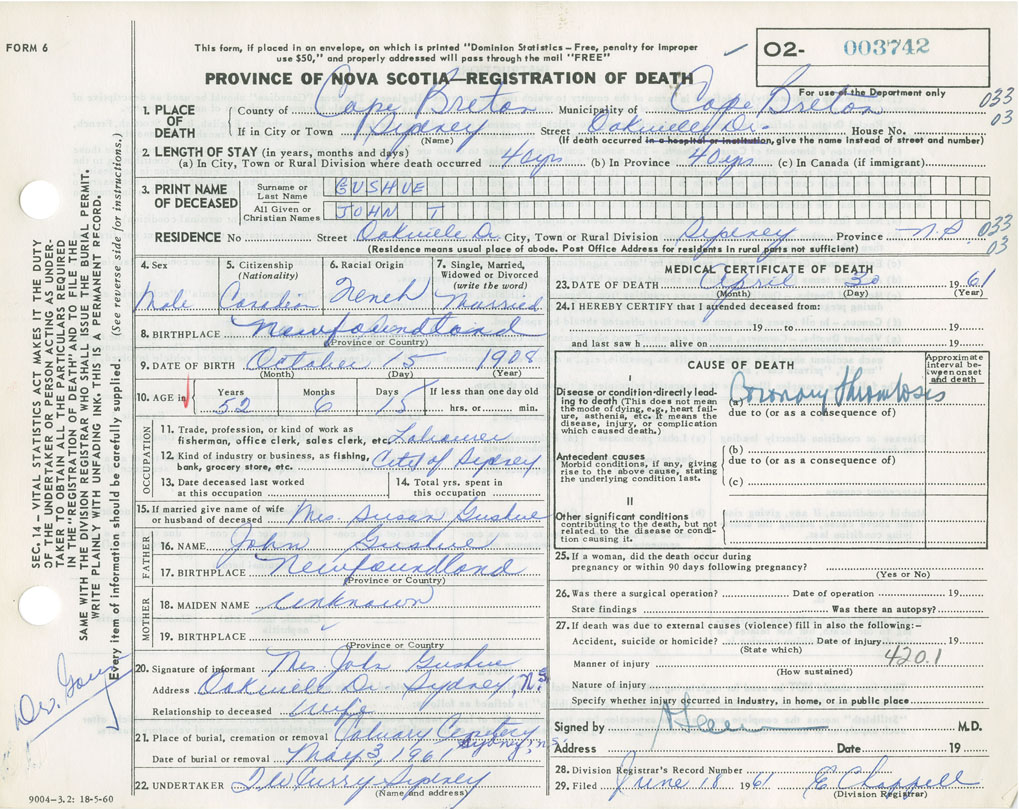 FORM 6
This form, if placed in an envelope, on which is printed "Dominion Statistics – Free, penalty for improper
use $50," and properly addressed will pass through the mail "FREE"
O2- 003742
For use of the Department only
PROVINCE OF NOVA SCOTIA—REGISTRATION OF DEATH
1. PLACE OF DEATH
County of Cape Breton Municipality of Cape Breton 033
If in City or Town Sydney Street Oakville Dr. House No. 03
(Name) (If death occurred in a hospital or institution, give the name instead of street and number)
2. LENGTH OF STAY (in years, months and days)
(a) In City, Town or Rural Division where death occurred 40 yrs (b) In Province 40 yrs (c) In Canada (if immigrant)
3. PRINT NAME OF DECEASED
Surname or Last Name GUSHUE
All Given or Christian Names JOHN T
RESIDENCE No Street Oakville Dr. City, Town or Rural Division Sydney Province N.S. 033
03
(Residence means usual place of abode. Post Office Address for residents in rural parts not sufficient)
4. Sex Male
5. Citizenship (Nationality) Canadian
6. Racial Origin French
7. Single, Married, Widowed or Divorced (write the word) Married
8. BIRTHPLACE Newfoundland
(Province or Country)
9. DATE OF BIRTH October 15 1908
(Month) (Day) (Year)
10. AGE in Years 52 Months 6 Days 15 If less than one day old hrs. or min.
OCCUPATION
11. Trade, profession, or kind of work as
fisherman, office clerk, sales clerk, etc. Labourer
12. Kind of industry or business, as fishing,
bank, grocery store, etc. City of Sydney
13. Date deceased last worked
at this occupation
14. Total yrs. spent in
this occupation
15. If married give name of wife
or husband of deceased Mrs Susan Gushue
FATHER
16. NAME John Gushue
17. BIRTHPLACE Newfoundland
(Province or Country)
MOTHER
18. MAIDEN NAME Unknown
19. BIRTHPLACE
(Province or Country)
20. Signature of informant Mrs John Gushue
Address Oakville Dr. Sydney, N.S.
Relationship to deceased Wife
21. Place of burial, cremation or removal Calvary Cemetery
Sydney, N.S.
Date of burial or removal May 3, 1961
22. UNDERTAKER T W Curry Sydney
(Name and address)
9004-3.2: 18-5-60
MEDICAL CERTIFICATE OF DEATH
23. DATE OF DEATH April 30 1961
(Month) (Day) (Year)
24. I HEREBY CERTIFY that I attended deceased from:
19 to 19
and last saw h alive on 19
CAUSE OF DEATH
Approximate interval between onset and death
I
Disease or condition directly leading to death (This does not mean the mode of dying, e.g., heart failure, asthenia, etc. It means the disease, injury, or complication which caused death.)
(a) Coronary thrombosis
due to (or as a consequence of)
Antecedent causes
Morbid conditions, if any, giving rise to the above cause, stating the underlying condition last.
(b)
due to (or as a consequence of)
(c)
II
Other significant conditions
contributing to the death, but not related to the disease or condition causing it.
25. If a woman, did the death occur during
pregnancy or within 90 days following pregnancy?
(Yes or No)
26. Was there a surgical operation? Date of operation 19
State findings Was there an autopsy?
27. If death was due to external causes (violence) fill in also the following:-
Accident, suicide or homicide? Date of injury 19
(State which) 420.1
Manner of injury
(How sustained)
Nature of injury
Specify whether injury occurred in Industry, in home, or in public place
Signed by M.D.
Address Date 19
28. Division Registrar's Record Number
29. Filed June 18 1961 E Chappell
(Division Registrar)
SEC. 14 – VITAL STATISTICS ACT MAKES IT THE DUTY
OF THE UNDERTAKER OR PERSON ACTING AS UNDER-
TAKER TO OBTAIN ALL THE PARTICULARS REQUIRED
IN THE "REGISTRATION OF DEATH" AND TO FILE THE
SAME WITH THE DIVISION REGISTRAR WHO SHALL ISSUE THE BURIAL PERMIT.
WRITE PLAINLY WITH UNFADING INK. THIS IS A PERMANENT RECORD.
Every item of information should be carefully supplied. (See reverse side for instructions.)